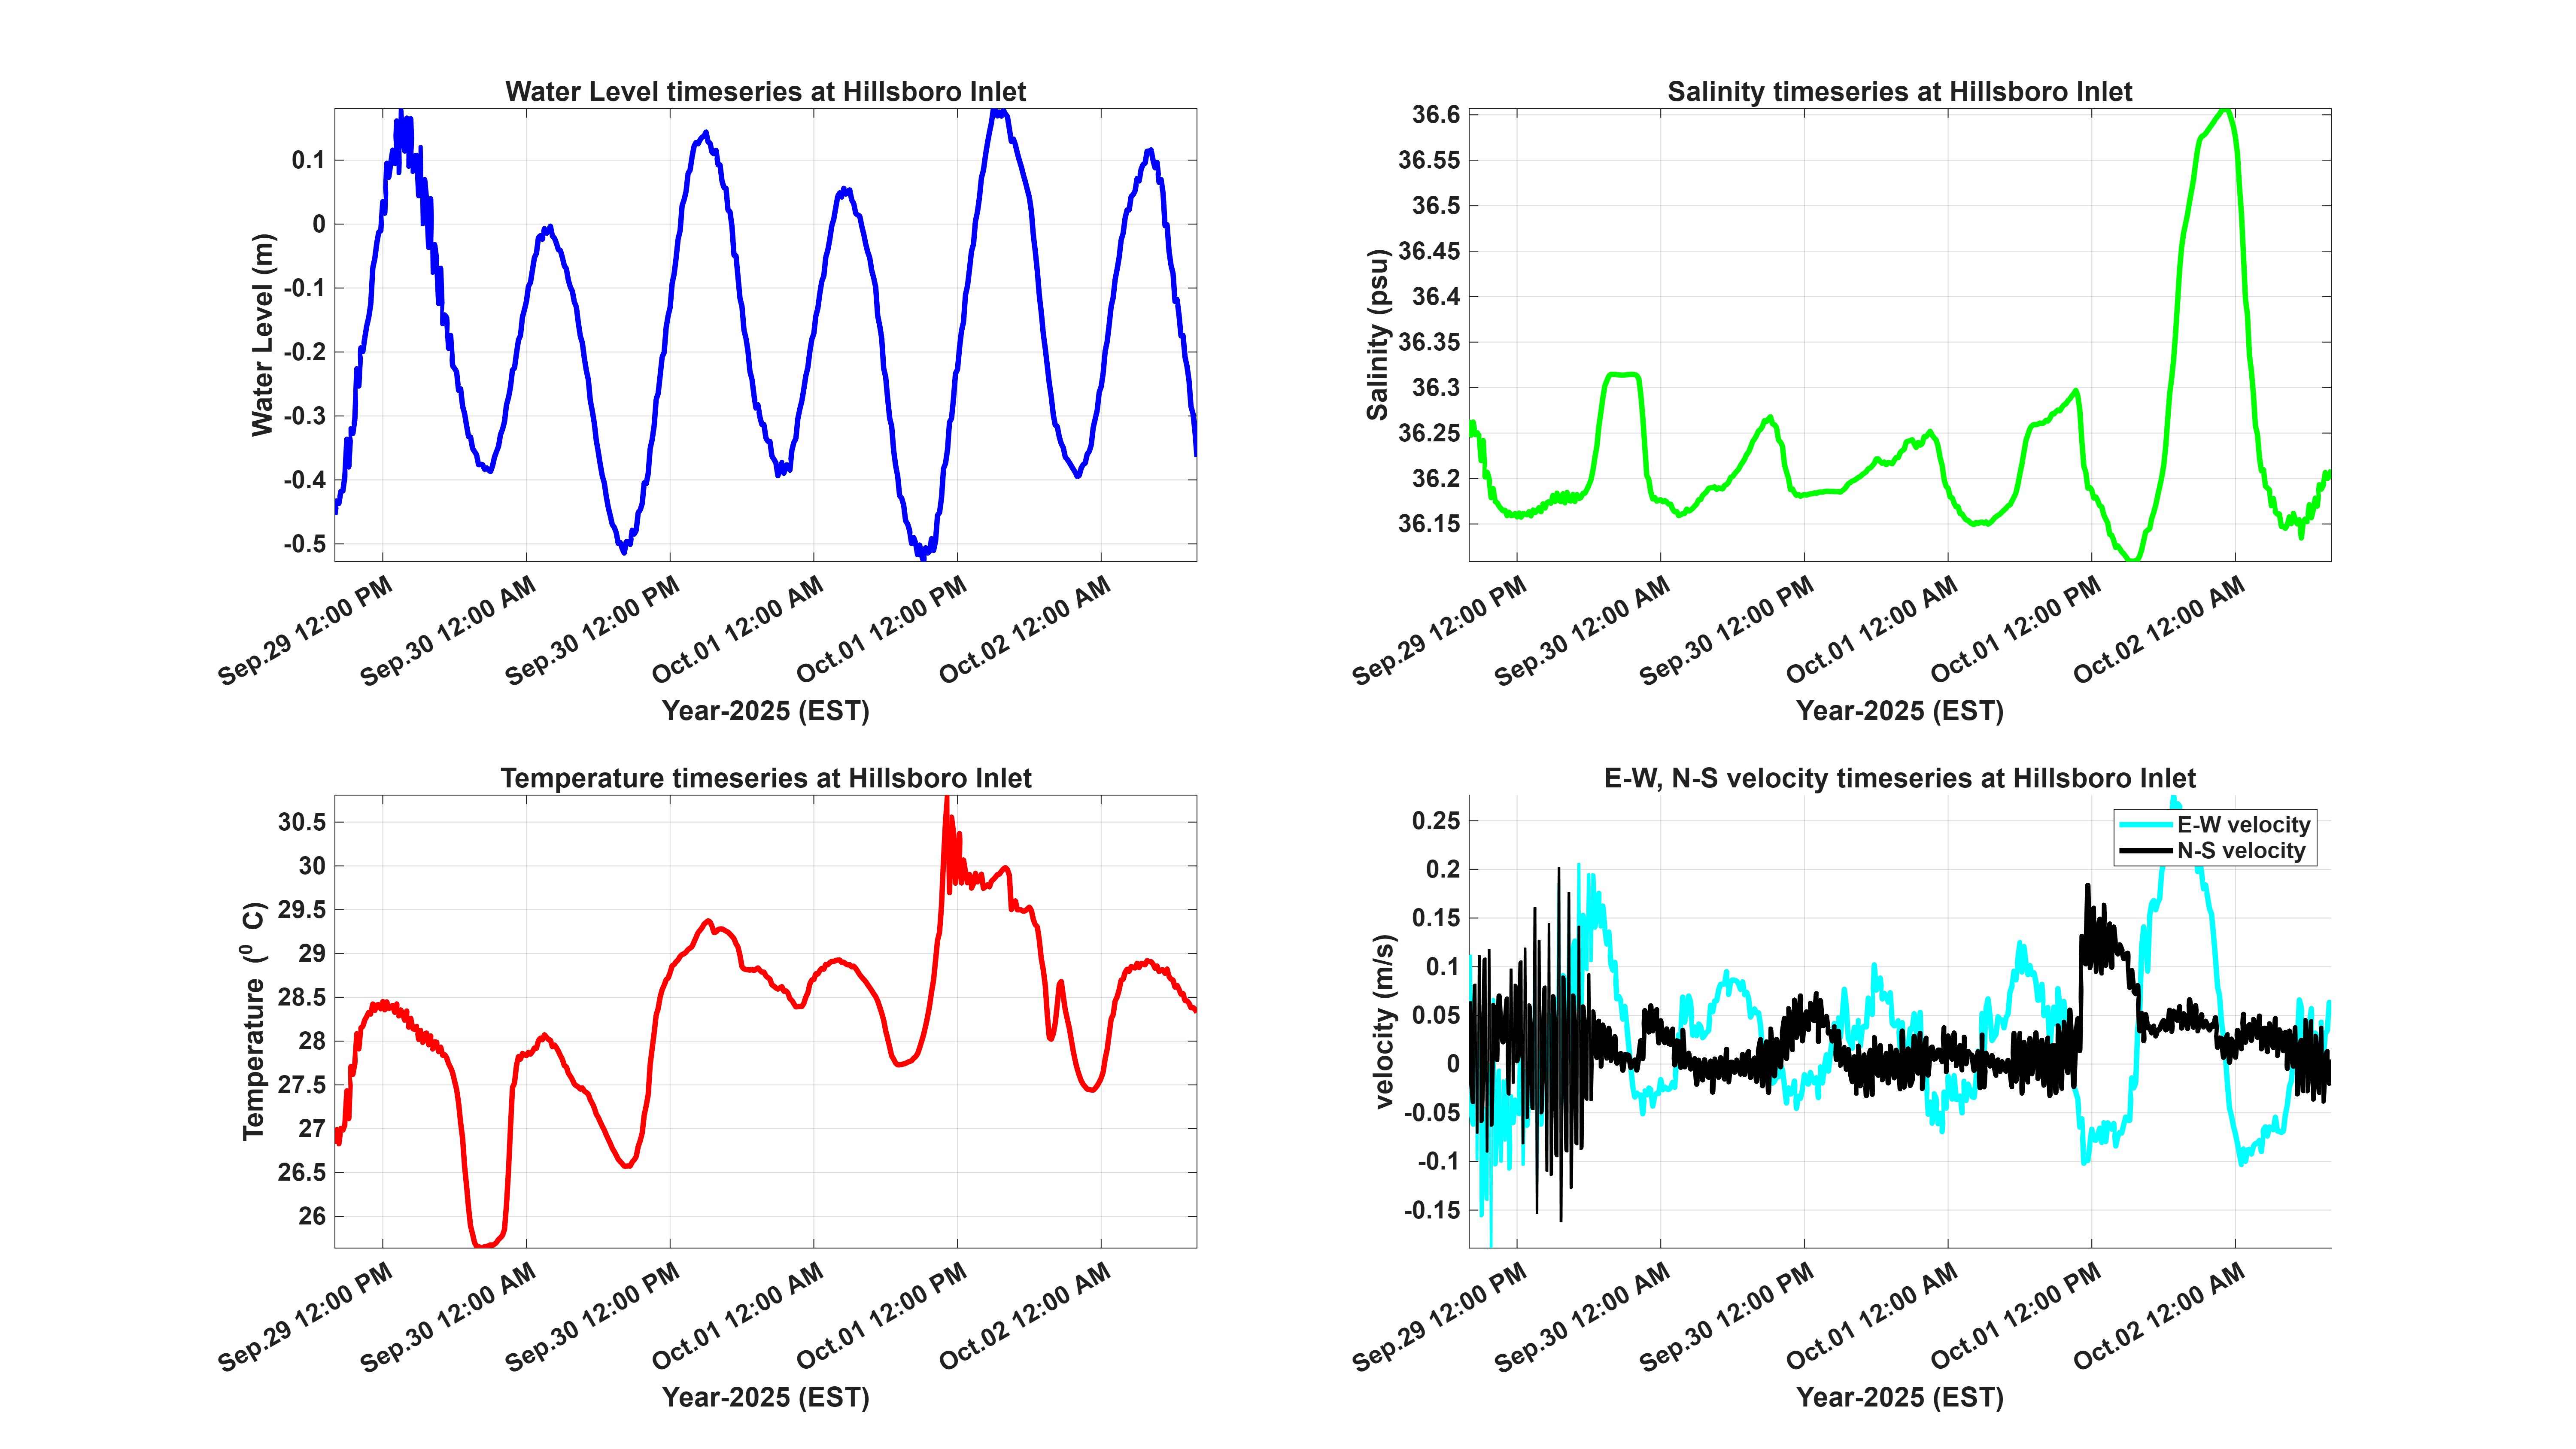 Water Level timeseries at Hillsboro Inlet
Water Level (m)
0.1
0
-0.1
-0.2
-0.3
-0.4
-0.5
Sep.29 12:00 PM
Sep.30 12:00 AM
Sep.30 12:00 PM
Oct.01 12:00 AM
Oct.01 12:00 PM
Oct.02 12:00 AM
Year-2025 (EST)
Salinity timeseries at Hillsboro Inlet
Salinity (psu)
36.6
36.55
36.5
36.45
36.4
36.35
36.3
36.25
36.2
36.15
Sep.29 12:00 PM
Sep.30 12:00 AM
Sep.30 12:00 PM
Oct.01 12:00 AM
Oct.01 12:00 PM
Oct.02 12:00 AM
Year-2025 (EST)
Temperature timeseries at Hillsboro Inlet
Temperature (⁰ C)
30.5
30
29.5
29
28.5
28
27.5
27
26.5
26
Sep.29 12:00 PM
Sep.30 12:00 AM
Sep.30 12:00 PM
Oct.01 12:00 AM
Oct.01 12:00 PM
Oct.02 12:00 AM
Year-2025 (EST)
E-W, N-S velocity timeseries at Hillsboro Inlet
velocity (m/s)
0.25
0.2
0.15
0.1
0.05
0
-0.05
-0.1
-0.15
E-W velocity
N-S velocity
Sep.29 12:00 PM
Sep.30 12:00 AM
Sep.30 12:00 PM
Oct.01 12:00 AM
Oct.01 12:00 PM
Oct.02 12:00 AM
Year-2025 (EST)